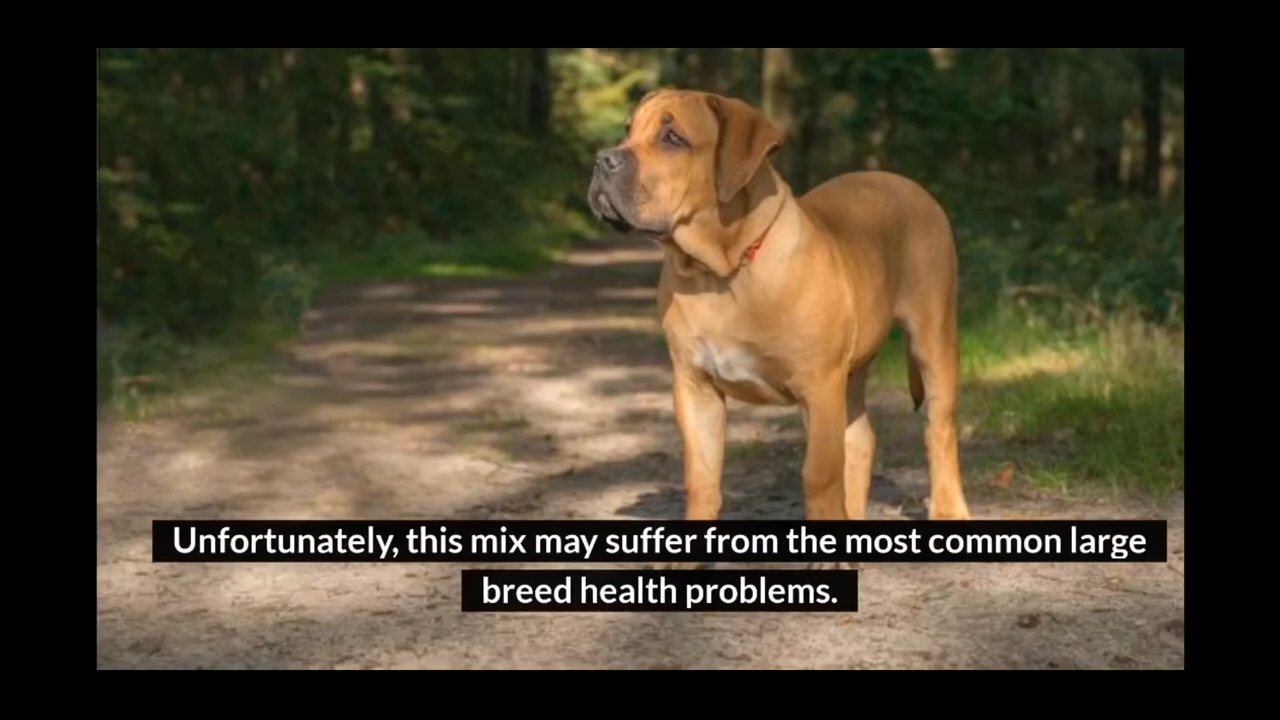 Unfortunately, this mix may suffer from the most common large
breed health problems.